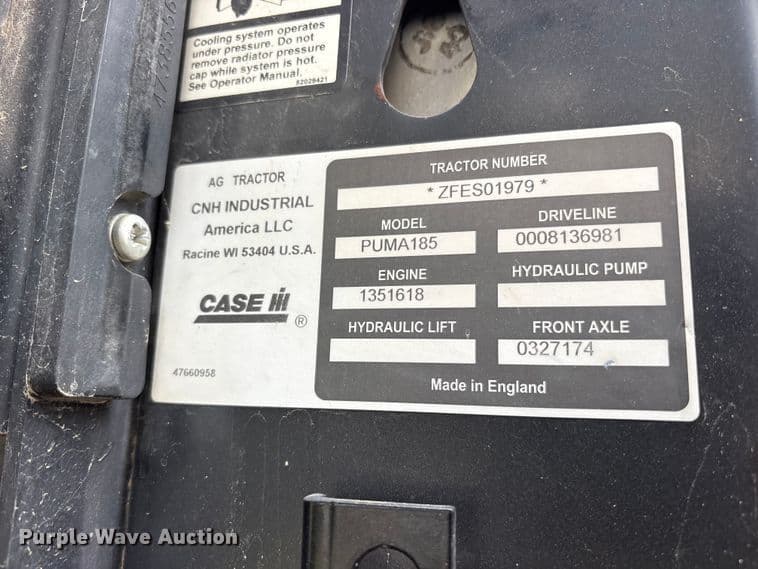 Cooling system operates
under pressure. Do not
remove radiator pressure
cap while system is hot.
See Operator Manual.
82028421
AG TRACTOR
CNH INDUSTRIAL
America LLC
Racine WI 53404 U.S.A.
CASE IH ®
47660958
TRACTOR NUMBER
*ZFES01979*
MODEL
PUMA185
DRIVELINE
0008136981
ENGINE
1351618
HYDRAULIC PUMP
HYDRAULIC LIFT
FRONT AXLE
0327174
Made in England
Purple Wave Auction®